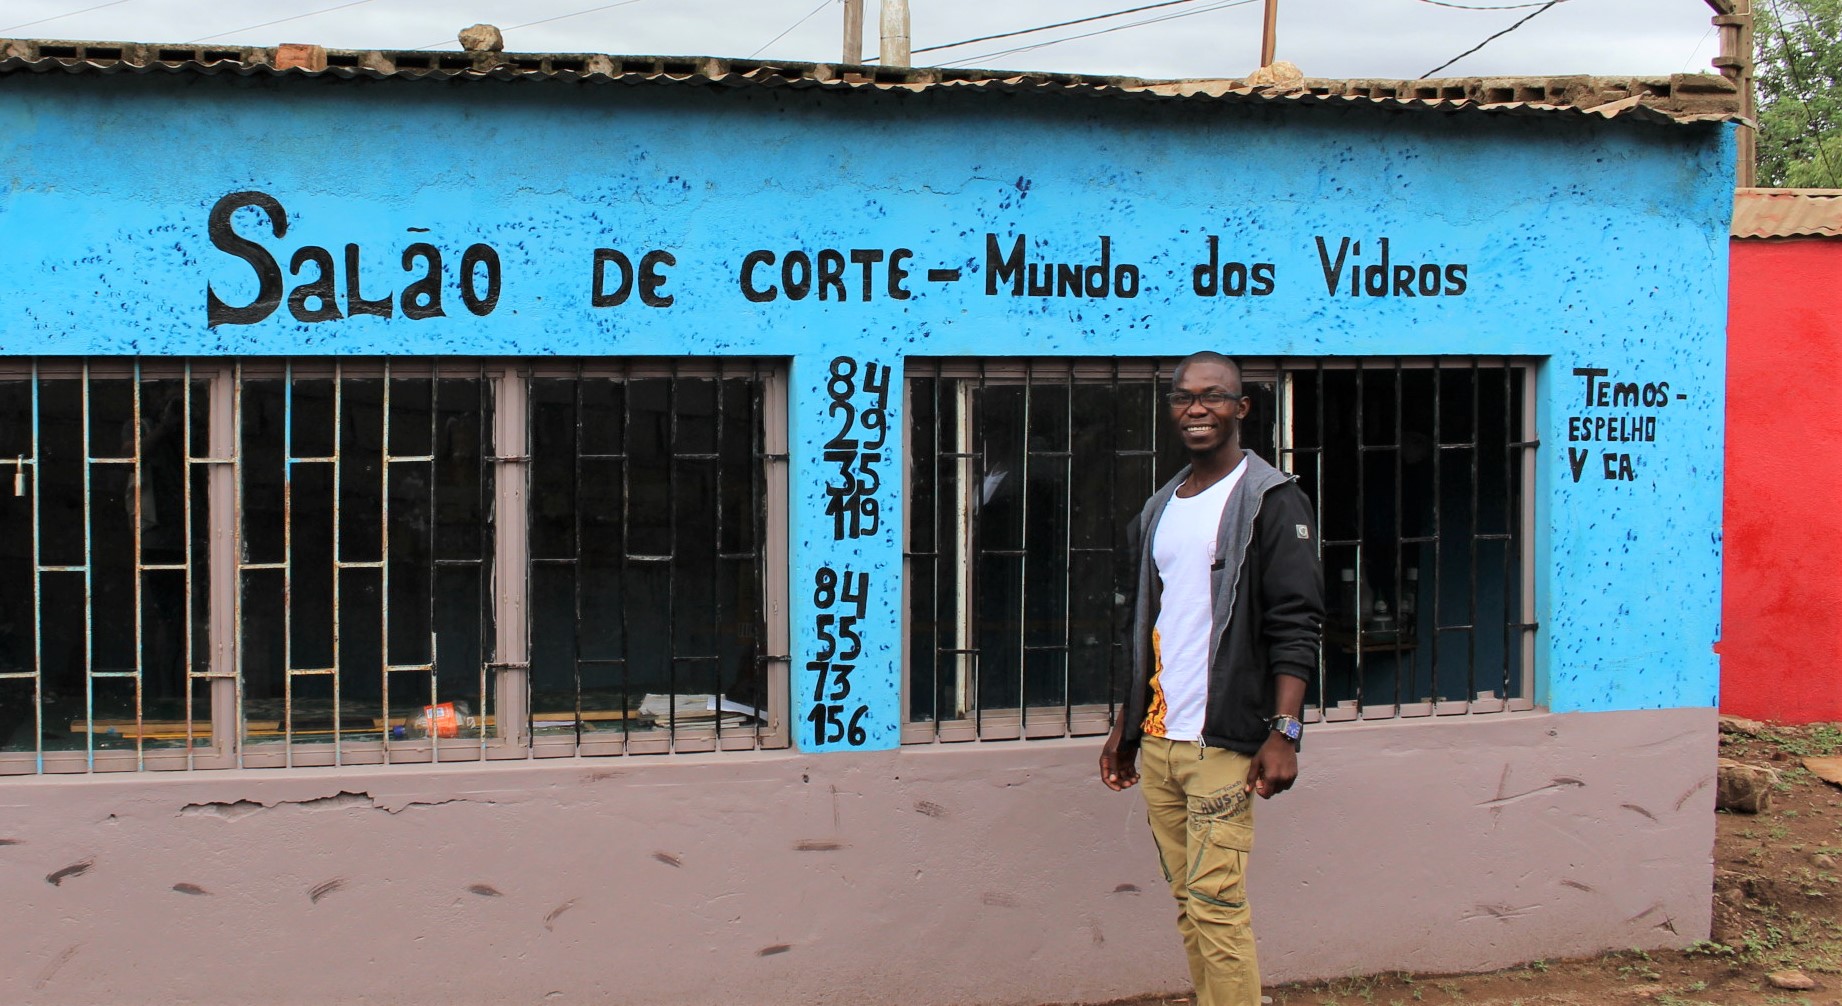 Salão de corte - Mundo dos Vidros
84
29
35
119
84
55
73
156
Temos -
ESPELHO
V CA